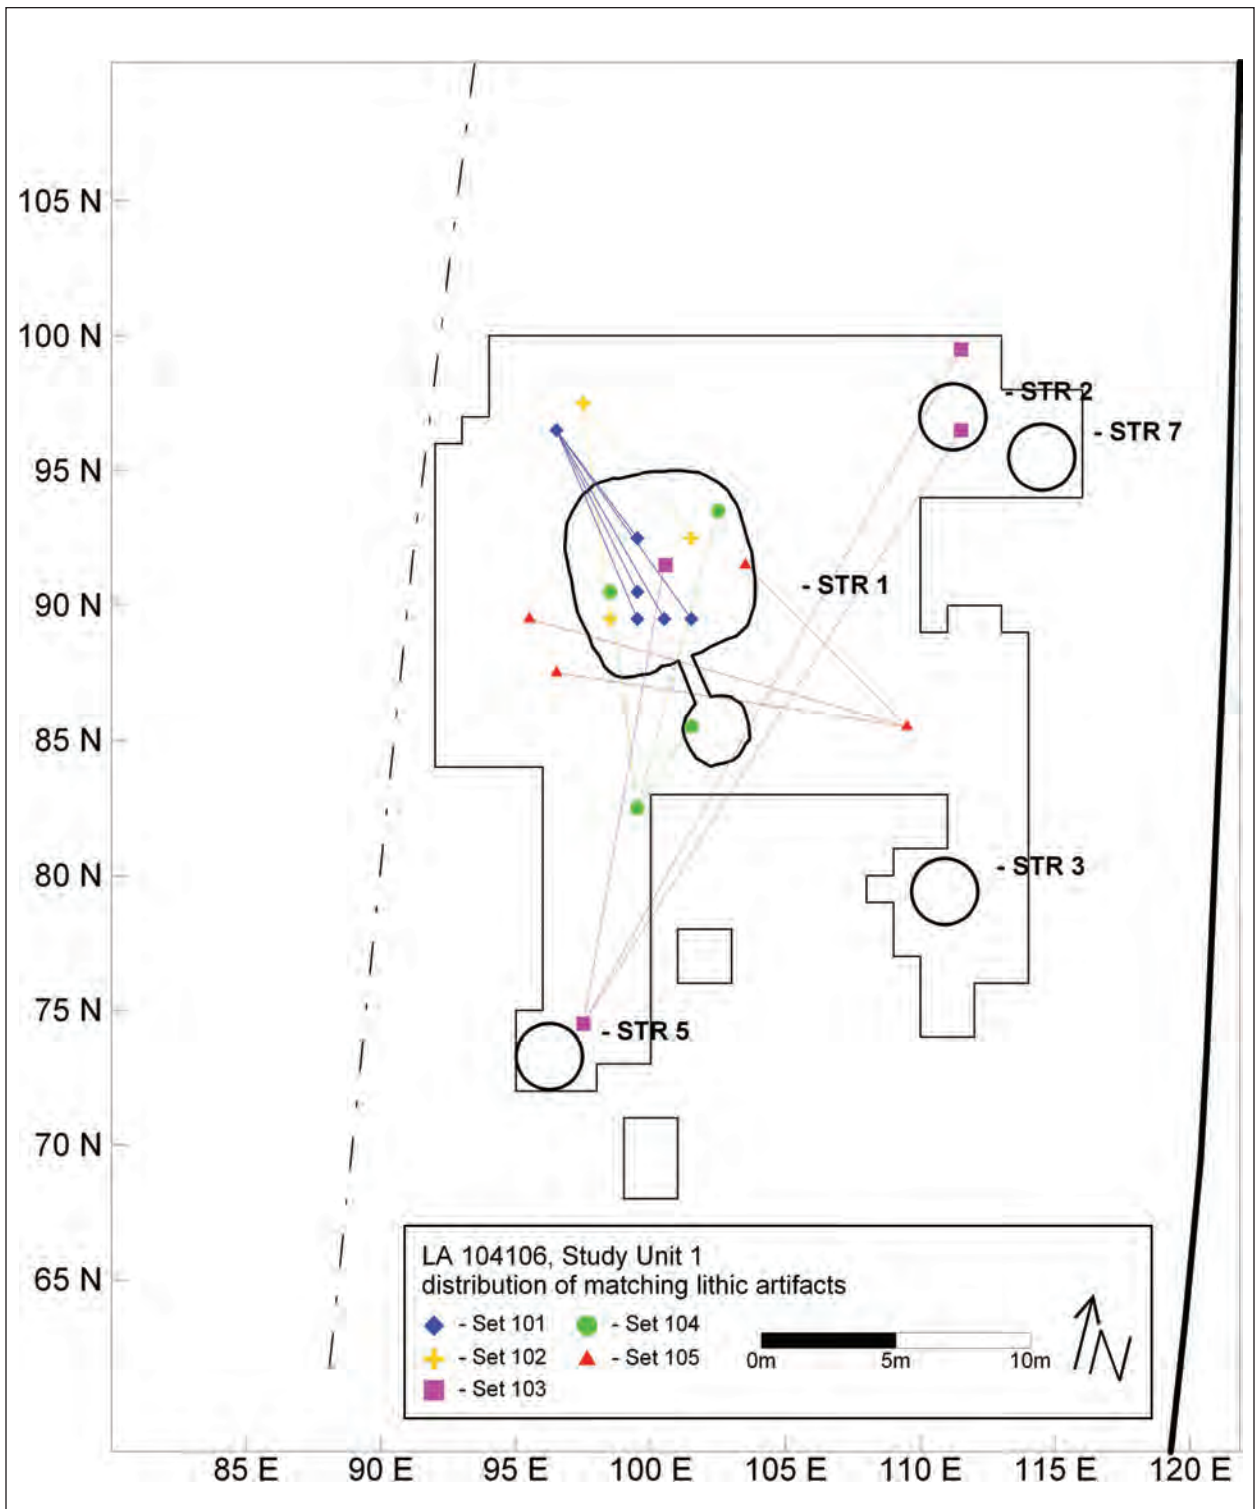 105 N
100 N
- STR 2
- STR 7
95 N
90 N
- STR 1
85 N
80 N
- STR 3
75 N
- STR 5
70 N
65 N
LA 104106, Study Unit 1
distribution of matching lithic artifacts
- Set 101
- Set 104
- Set 102
- Set 105
- Set 103
0m 5m 10m
N
85 E 90 E 95 E 100 E 105 E 110 E 115 E 120 E